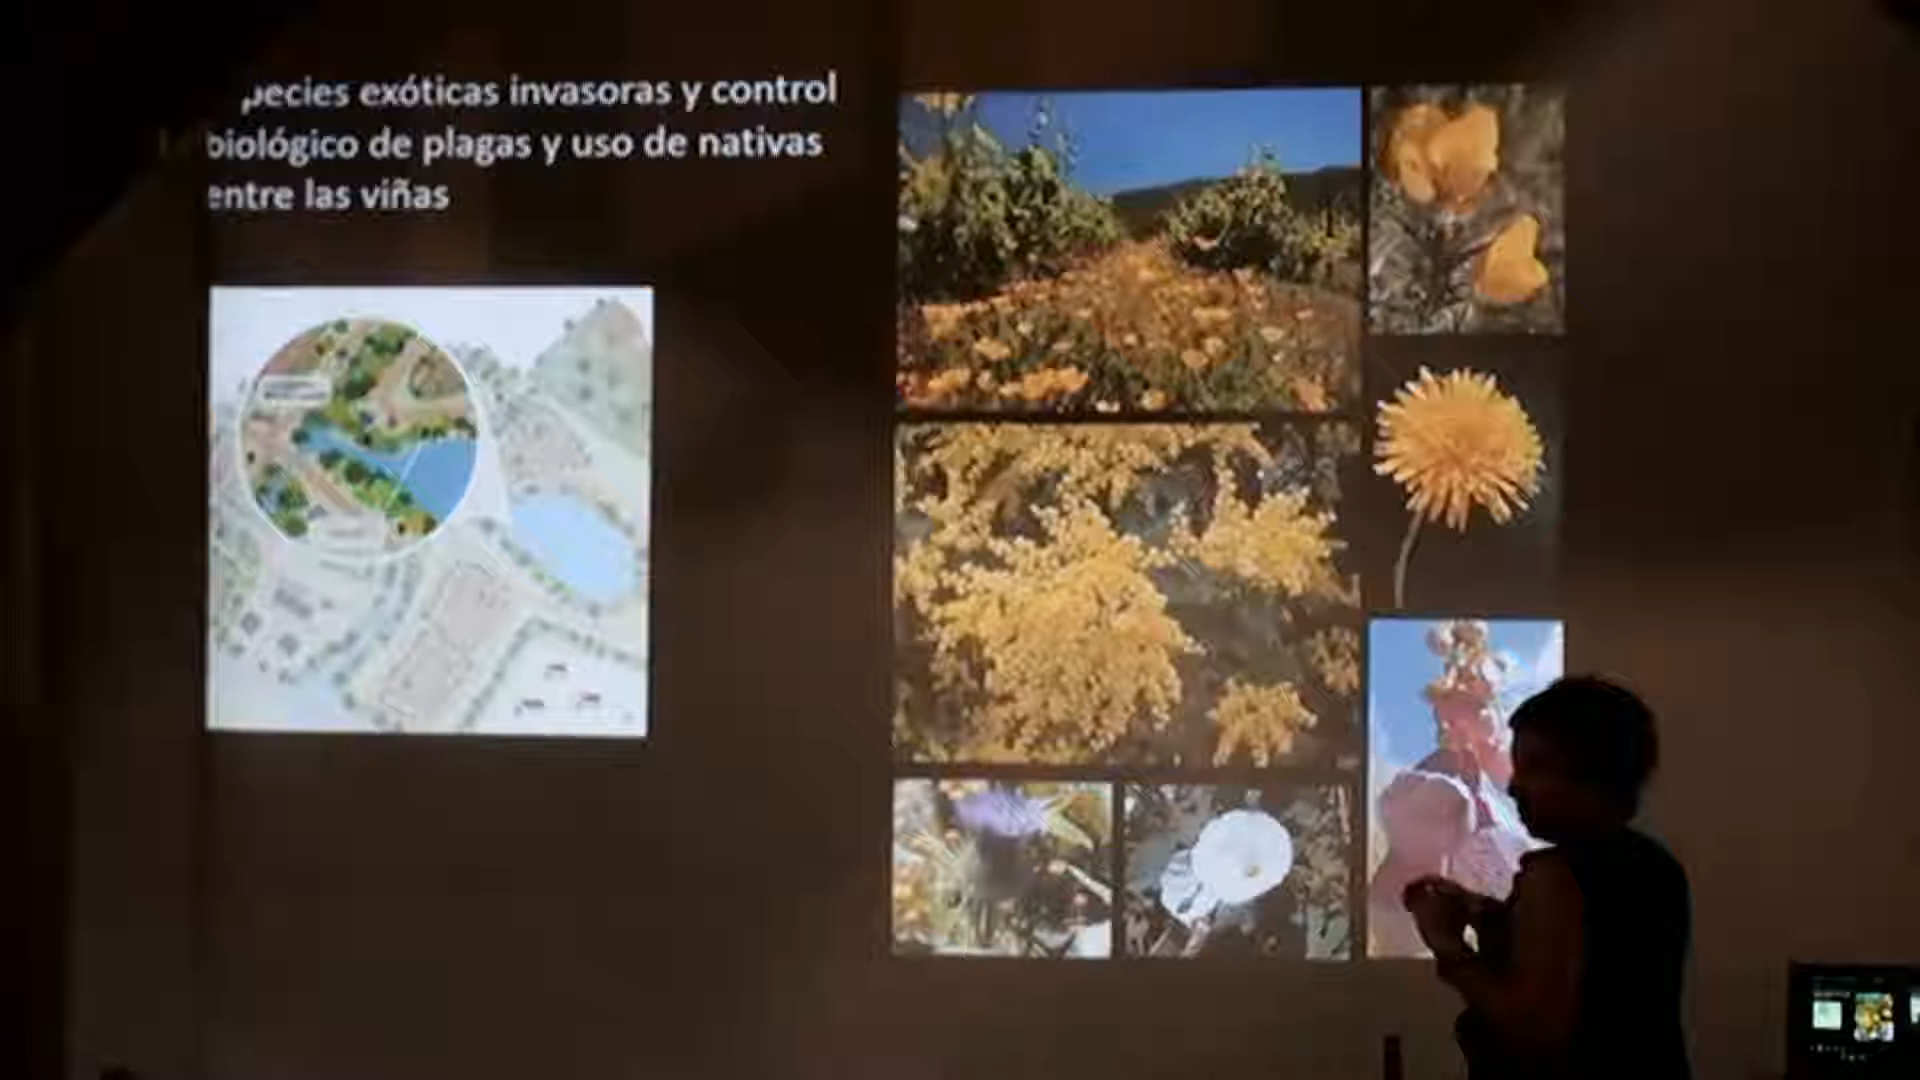 pecies exóticas invasoras y control
biológico de plagas y uso de nativas
entre las viñas